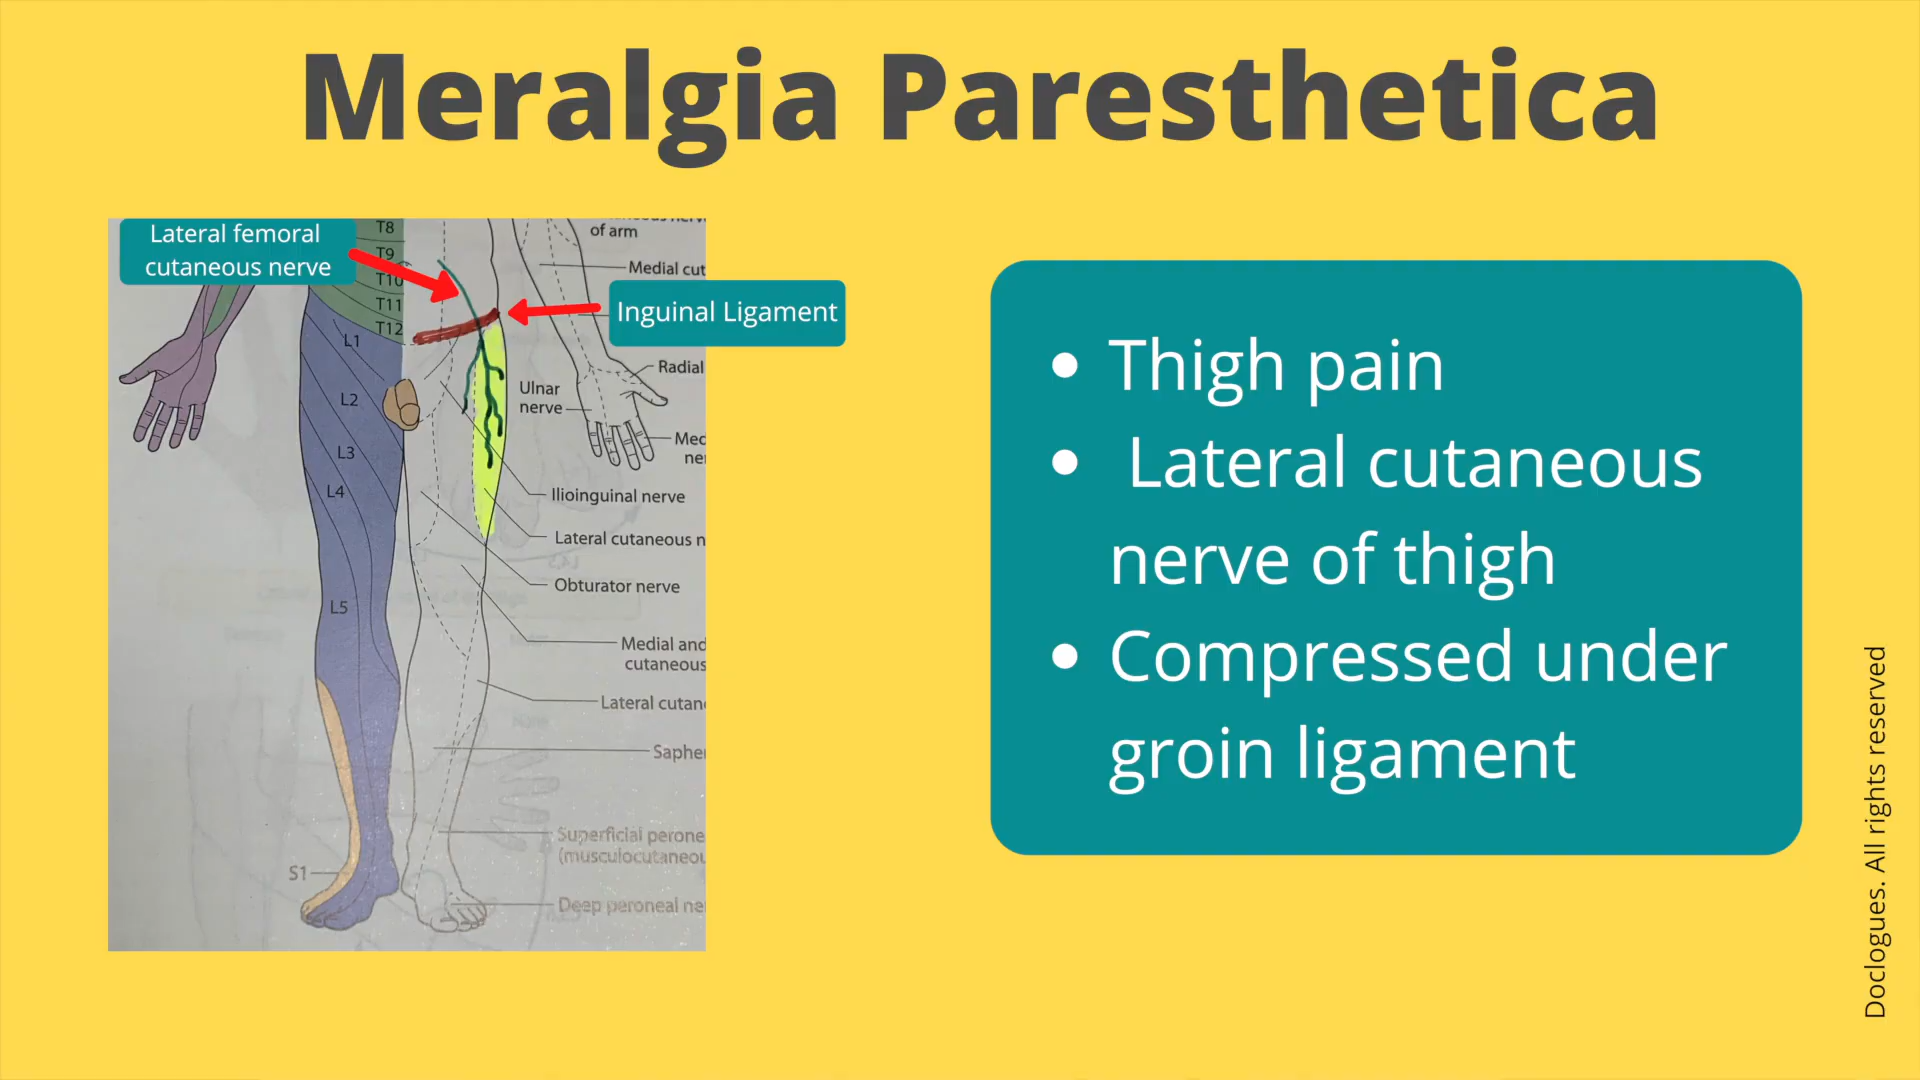 Meralgia Paresthetica
Lateral femoral
cutaneous nerve
T8
T9
T10
T11
T12
L1
L2
L3
L4
L5
S1
of arm
Medial cut
Inguinal Ligament
Radial
Ulnar
nerve
Med
ne
Ilioinguinal nerve
Lateral cutaneous n
Obturator nerve
Medial and
cutaneous
Lateral cutan
Saphe
Superficial perone
(musculocutaneou
Deep peroneal ne
• Thigh pain
• Lateral cutaneous
nerve of thigh
• Compressed under
groin ligament
Doclogues. All rights reserved